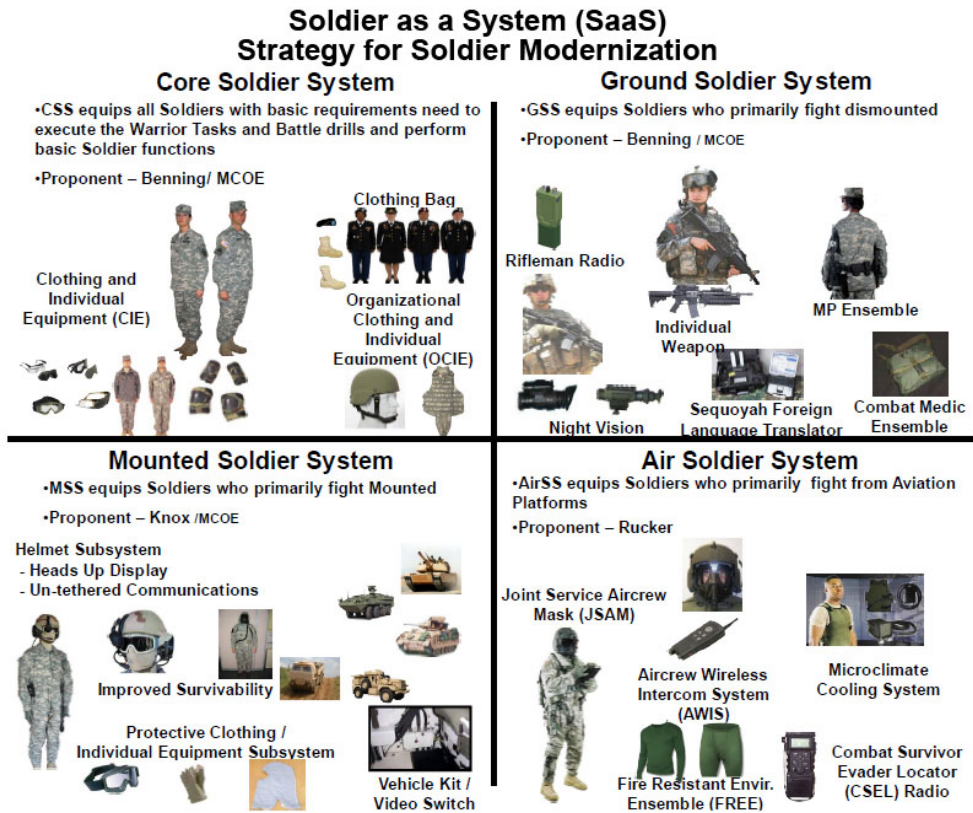 Soldier as a System (SaaS)
Strategy for Soldier Modernization
Core Soldier System
•CSS equips all Soldiers with basic requirements need to
execute the Warrior Tasks and Battle drills and perform
basic Soldier functions
•Proponent – Benning/ MCOE
Clothing Bag
Clothing and
Individual
Equipment (CIE)
Organizational
Clothing and
Individual
Equipment (OCIE)
Ground Soldier System
•GSS equips Soldiers who primarily fight dismounted
•Proponent – Benning / MCOE
Rifleman Radio
Individual
Weapon
MP Ensemble
Night Vision
Sequoyah Foreign
Language Translator
Combat Medic
Ensemble
Mounted Soldier System
•MSS equips Soldiers who primarily fight Mounted
•Proponent – Knox /MCOE
Helmet Subsystem
- Heads Up Display
- Un-tethered Communications
Improved Survivability
Protective Clothing /
Individual Equipment Subsystem
Vehicle Kit /
Video Switch
Air Soldier System
•AirSS equips Soldiers who primarily fight from Aviation
Platforms
•Proponent – Rucker
Joint Service Aircrew
Mask (JSAM)
Aircrew Wireless
Intercom System
(AWIS)
Microclimate
Cooling System
Fire Resistant Envir.
Ensemble (FREE)
Combat Survivor
Evader Locator
(CSEL) Radio